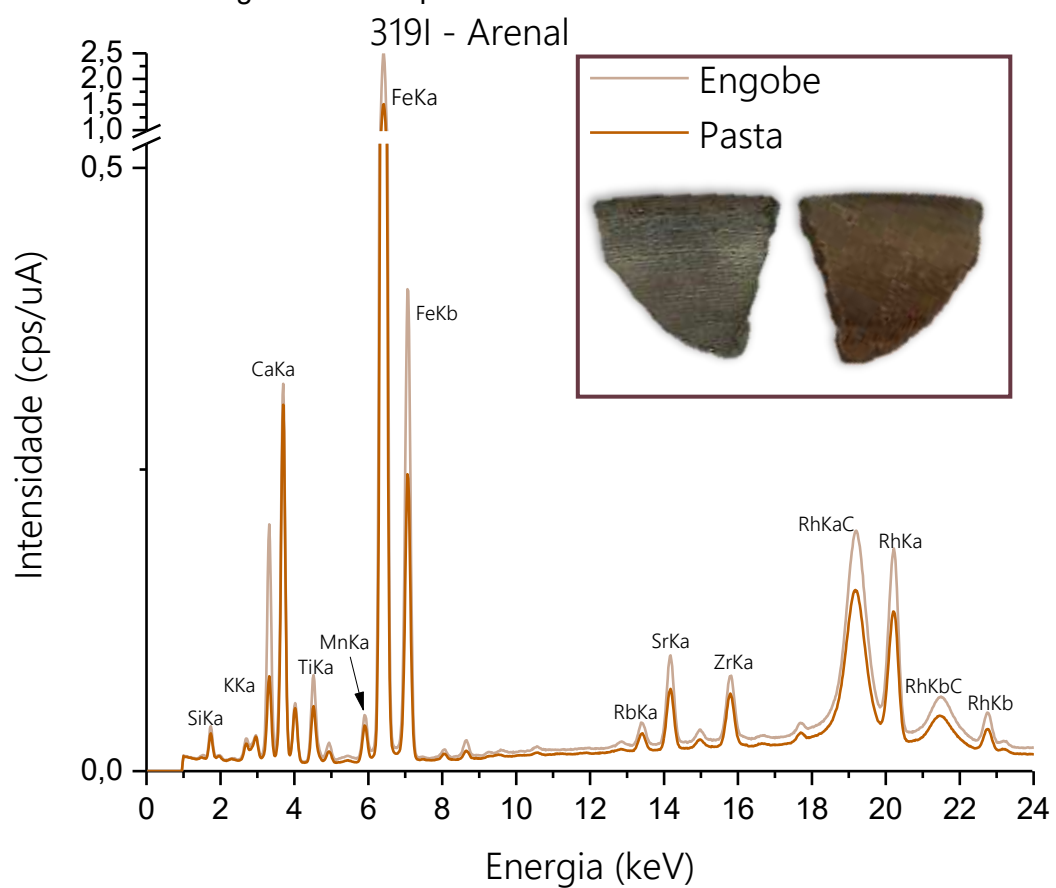 319I - Arenal
Engobe
Pasta
2,5
2,0
1,5
1,0
0,5
0,0
Intensidade (cps/uA)
SiKa
KKa
CaKa
TiKa
MnKa
FeKa
FeKb
RbKa
SrKa
ZrKa
RhKaC
RhKa
RhKbC
RhKb
0 2 4 6 8 10 12 14 16 18 20 22 24
Energia (keV)